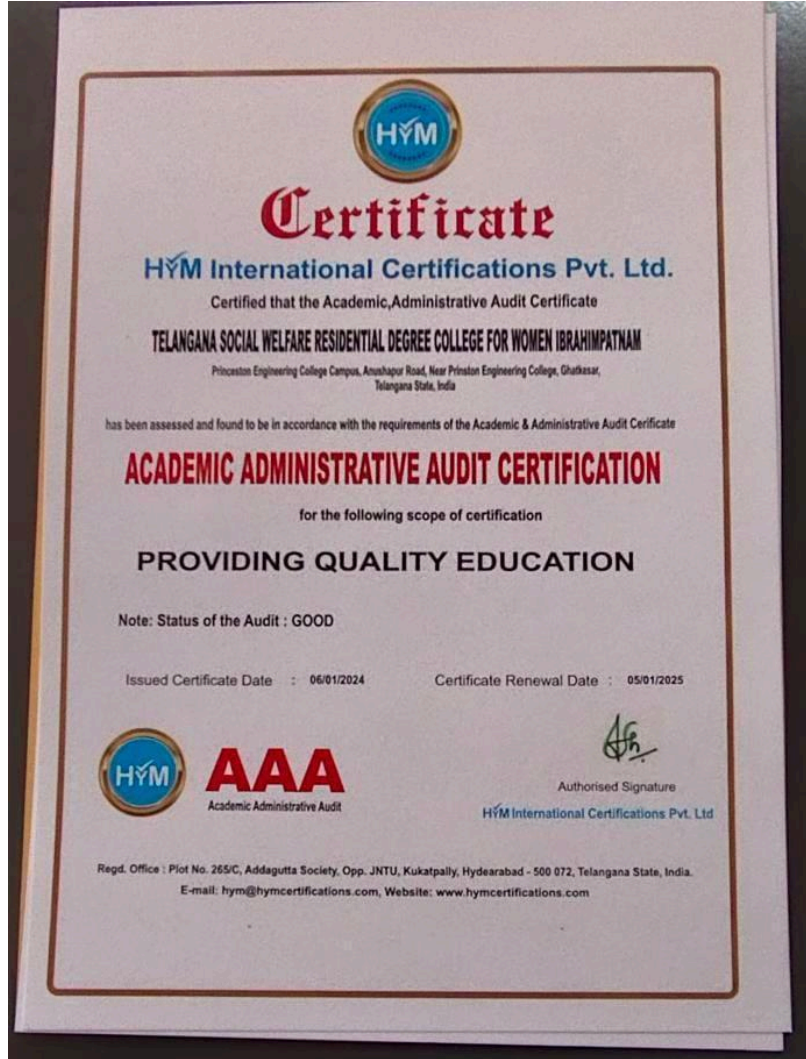 HYM
Certificate
HYM International Certifications Pvt. Ltd.
Certified that the Academic,Administrative Audit Certificate
TELANGANA SOCIAL WELFARE RESIDENTIAL DEGREE COLLEGE FOR WOMEN IBRAHIMPATNAM
Princeston Engineering College Campus, Anushapur Road, Near Prinston Engineering College, Ghatkesar,
Telangana State, India
has been assessed and found to be in accordance with the requirements of the Academic & Administrative Audit Cerificate
ACADEMIC ADMINISTRATIVE AUDIT CERTIFICATION
for the following scope of certification
PROVIDING QUALITY EDUCATION
Note: Status of the Audit : GOOD
Issued Certificate Date : 06/01/2024 Certificate Renewal Date : 05/01/2025
HYM
AAA
Academic Administrative Audit
Authorised Signature
HYM International Certifications Pvt. Ltd
Regd. Office : Plot No. 265/C, Addagutta Society, Opp. JNTU, Kukatpally, Hydearabad - 500 072, Telangana State, India.
E-mail: hym@hymcertifications.com, Website: www.hymcertifications.com